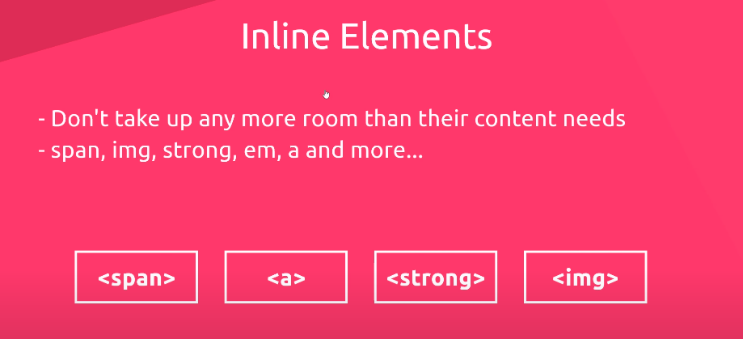 Inline Elements
- Don't take up any more room than their content needs
- span, img, strong, em, a and more...
<span> <a> <strong> <img>